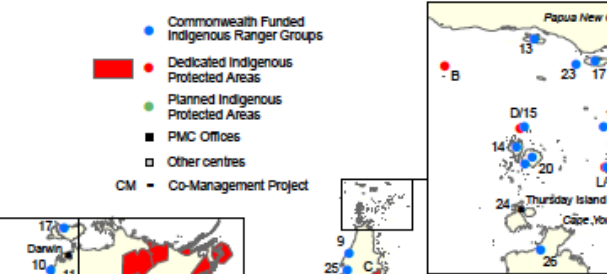 Commonwealth Funded
Indigenous Ranger Groups
Dedicated Indigenous
Protected Areas
Planned Indigenous
Protected Areas
PMC Offices
Other centres
CM - Co-Management Project
Papua New
13
23
17
- B
D/15
14
20
L/
24
Thursday Island
Cape York
26
17
Darwin
10
11
9
25
C